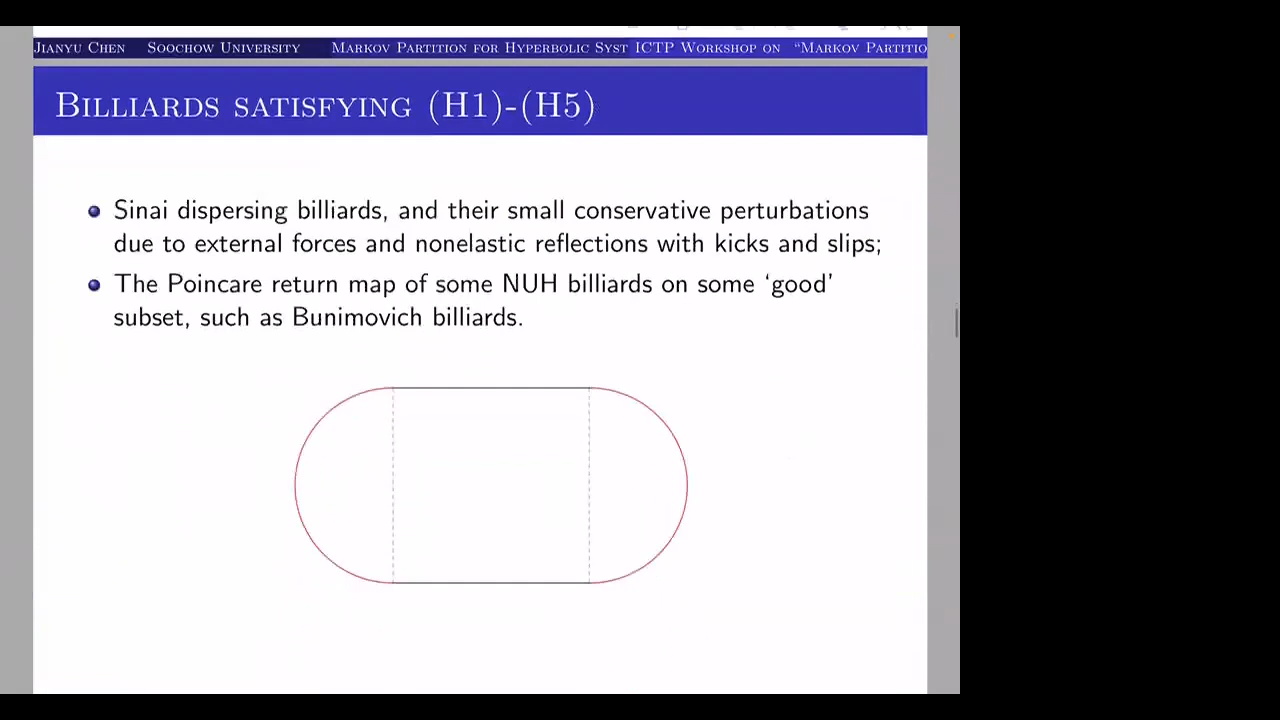 Jianyu Chen Soochow University Markov Partition for Hyperbolic Syst ICTP Workshop on “Markov Partitio
Billiards satisfying (H1)-(H5)
Sinai dispersing billiards, and their small conservative perturbations
due to external forces and nonelastic reflections with kicks and slips;
The Poincare return map of some NUH billiards on some ‘good’
subset, such as Bunimovich billiards.